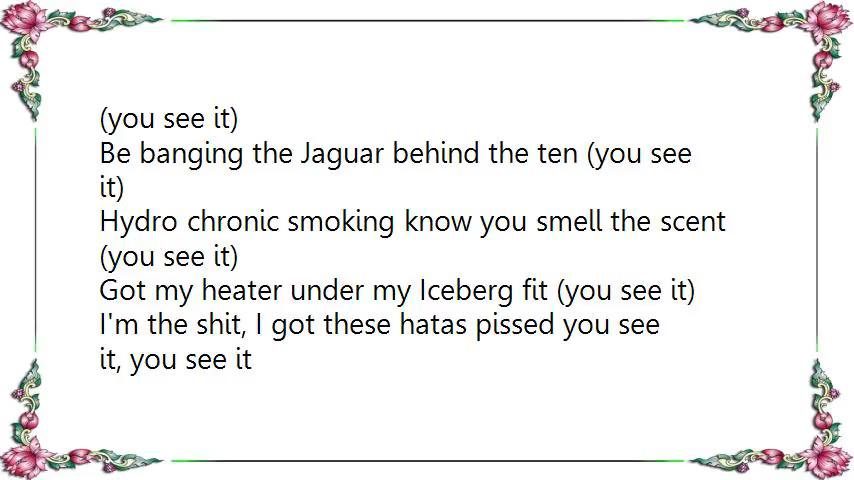 (you see it)
Be banging the Jaguar behind the ten (you see
it)
Hydro chronic smoking know you smell the scent
(you see it)
Got my heater under my Iceberg fit (you see it)
I'm the shit, I got these hatas pissed you see
it, you see it